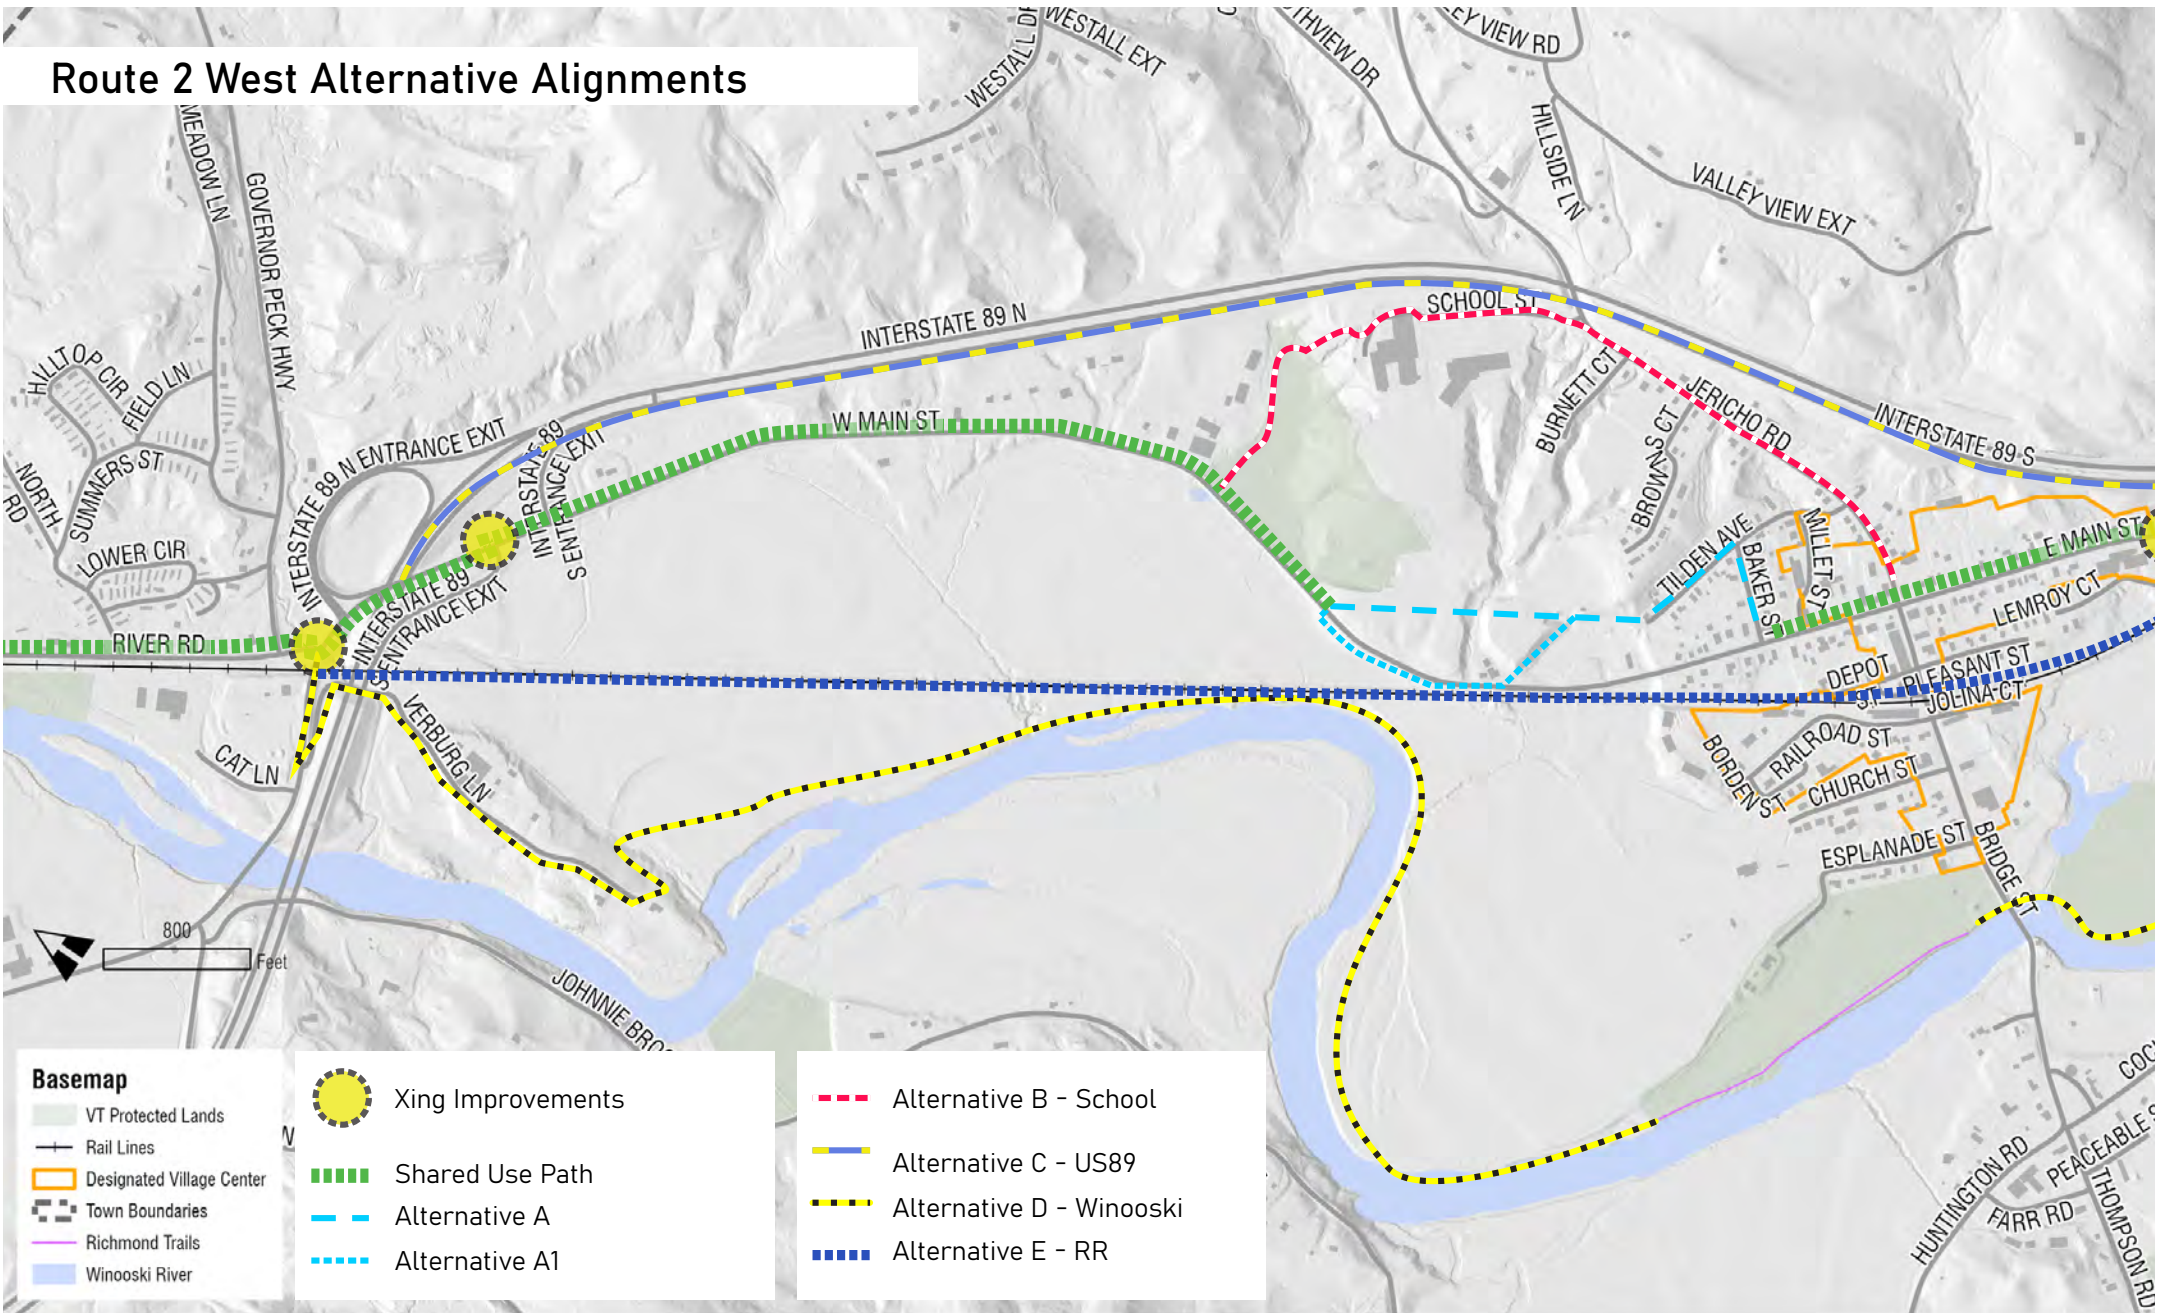 Route 2 West Alternative Alignments
WESTALL DR
WESTALL EXT
THVIEW DR
EY VIEW RD
HILLSIDE LN
VALLEY VIEW EXT
MEADOW LN
GOVERNOR PECK HWY
INTERSTATE 89 N
SCHOOL ST
HILLTOP CIR
FIELD LN
SUMMERS ST
NORTH
RD
LOWER CIR
INTERSTATE 89 N ENTRANCE EXIT
INTERSTATE 89
S ENTRANCE\EXIT
W MAIN ST
BURNETT CT
BROWN S CT
JERICHO RD
INTERSTATE 89 S
TILDEN AVE
BAKER ST
MILLET ST
E MAIN ST
LEMROY CT
RIVER RD
INTERSTATE 89
S ENTRANCE\EXIT
DEPOT
ST
PLEASANT ST
JOLINA CT
CAT LN
VERBURG LN
BORDEN ST
RAILROAD ST
CHURCH ST
ESPLANADE ST
BRIDGE ST
800
Feet
JOHNNIE BROO
HUNTINGTON RD
COC
PEACEABLE S
FARR RD
THOMPSON RD
Basemap
VT Protected Lands
Rail Lines
Designated Village Center
Town Boundaries
Richmond Trails
Winooski River
Xing Improvements
Shared Use Path
Alternative A
Alternative A1
Alternative B - School
Alternative C - US89
Alternative D - Winooski
Alternative E - RR